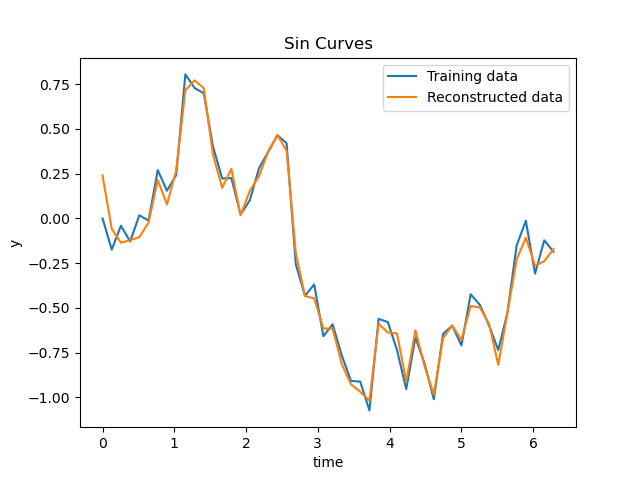 Sin Curves
Training data
Reconstructed data
y
0.75
0.50
0.25
0.00
−0.25
−0.50
−0.75
−1.00
0 1 2 3 4 5 6
time